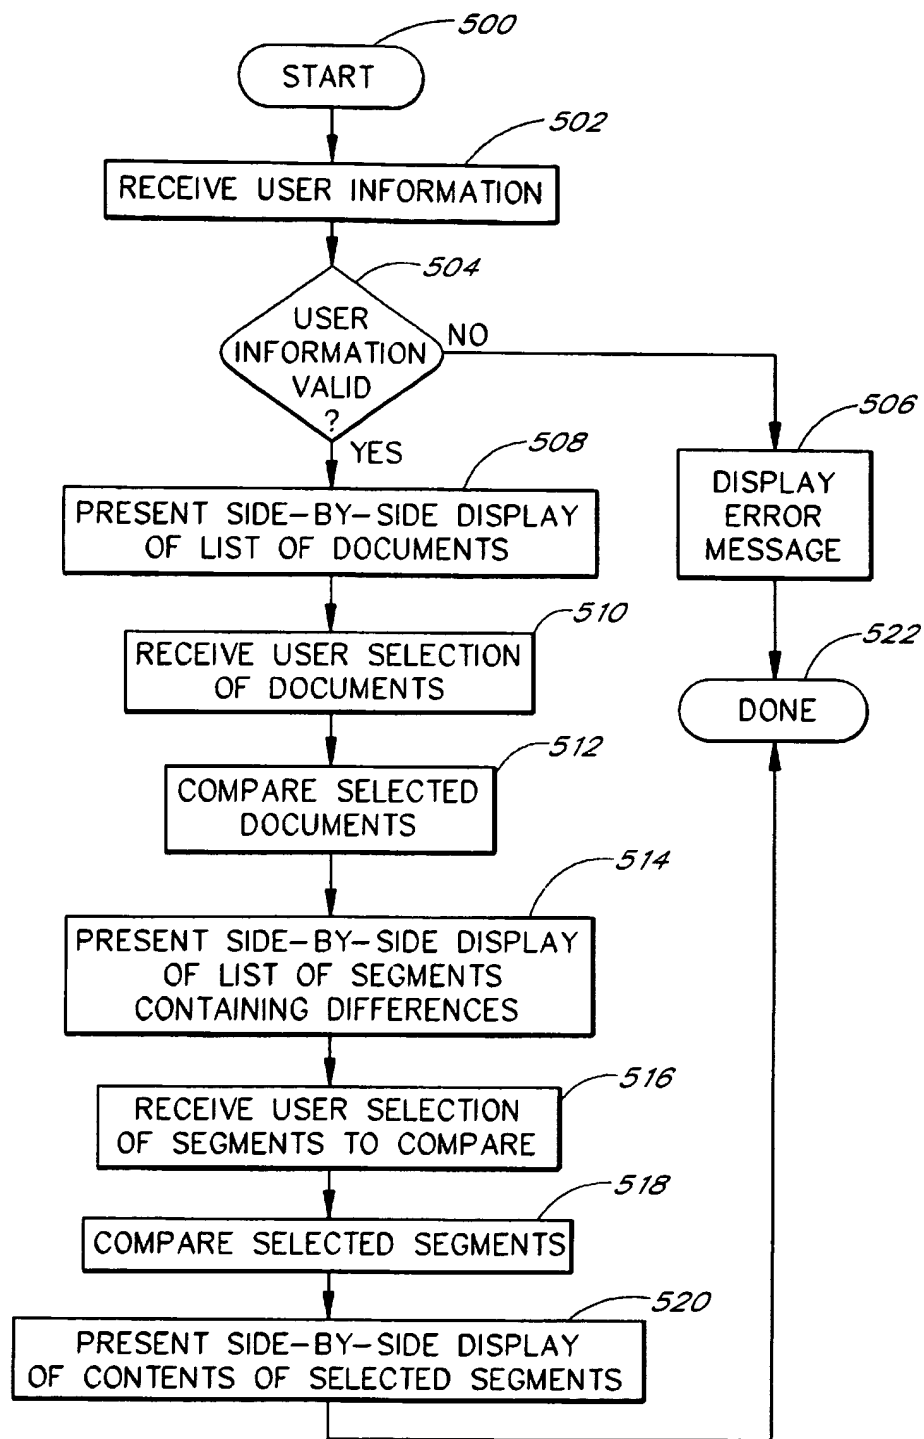 500
START
502
RECEIVE USER INFORMATION
504
USER
INFORMATION
VALID
?
NO
YES
506
DISPLAY
ERROR
MESSAGE
508
PRESENT SIDE-BY-SIDE DISPLAY
OF LIST OF DOCUMENTS
510
RECEIVE USER SELECTION
OF DOCUMENTS
522
DONE
512
COMPARE SELECTED
DOCUMENTS
514
PRESENT SIDE-BY-SIDE DISPLAY
OF LIST OF SEGMENTS
CONTAINING DIFFERENCES
516
RECEIVE USER SELECTION
OF SEGMENTS TO COMPARE
518
COMPARE SELECTED SEGMENTS
520
PRESENT SIDE-BY-SIDE DISPLAY
OF CONTENTS OF SELECTED SEGMENTS